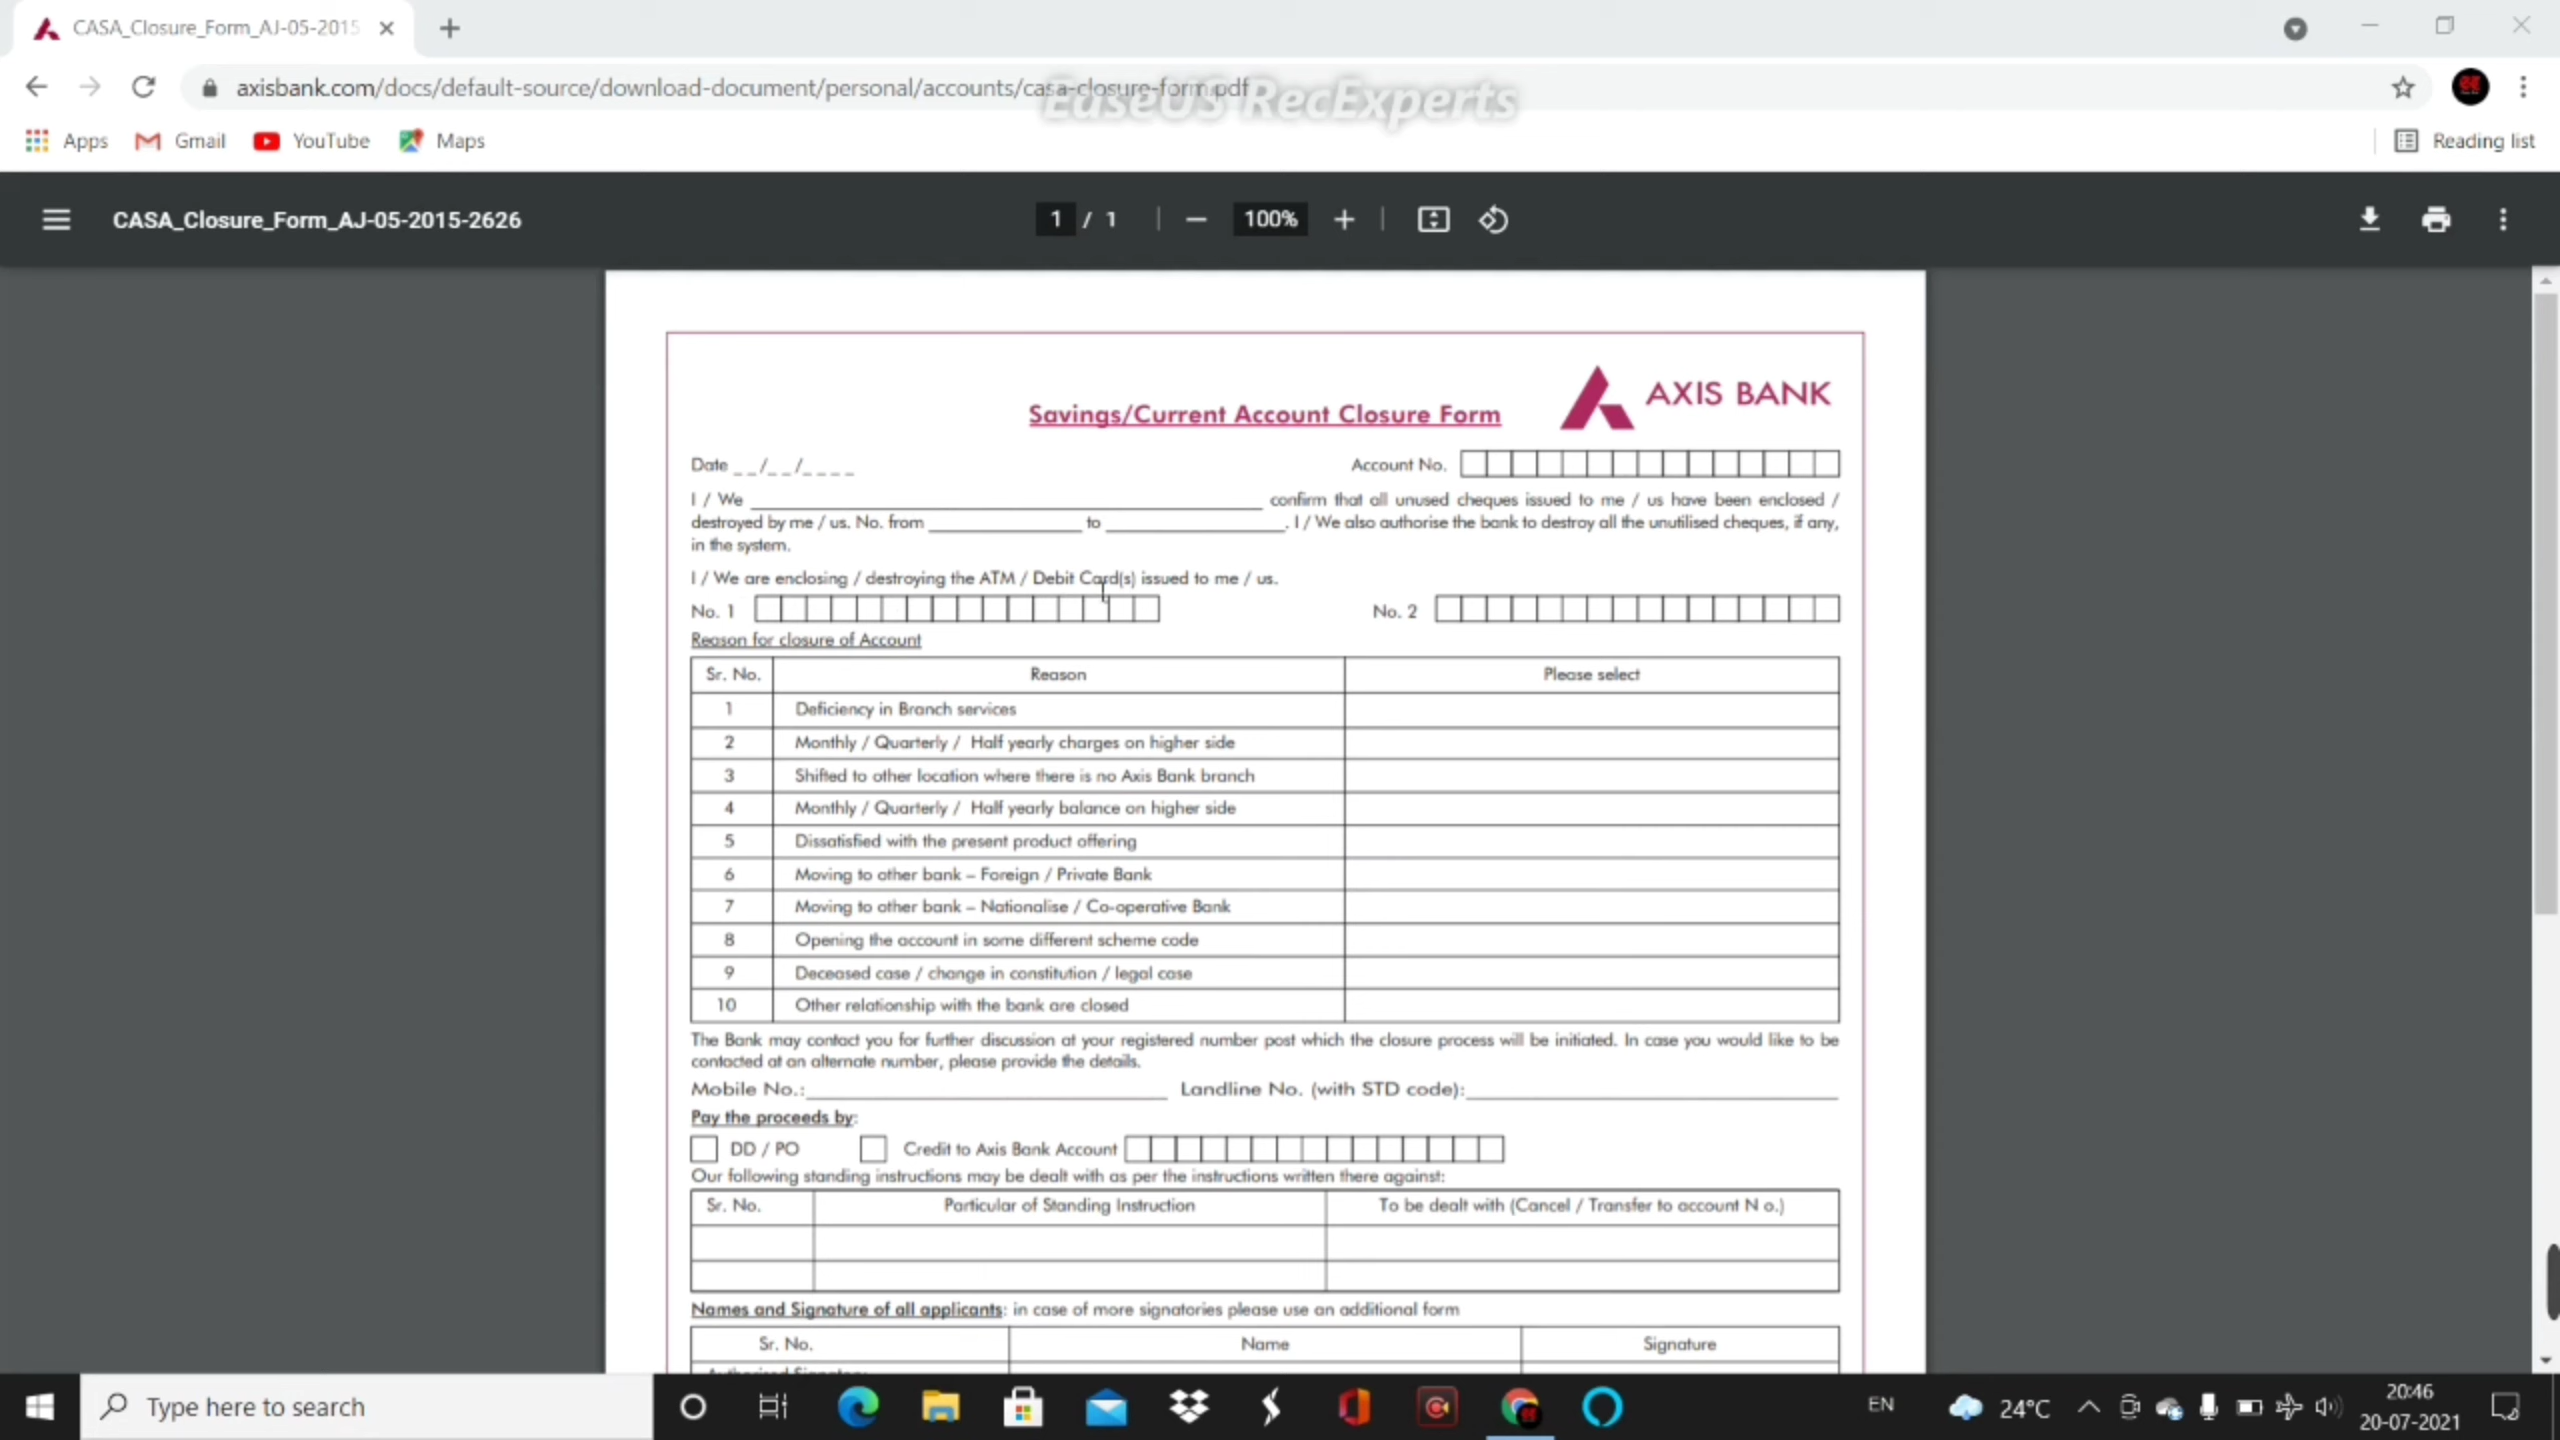 CASA_Closure_Form_AJ-05-2015
axisbank.com/docs/default-source/download-document/personal/accounts/casa-closure-form.pdf
EaseUS RecExperts
Apps Gmail YouTube Maps Reading list
CASA_Closure_Form_AJ-05-2015-2626 1 / 1 100%
AXIS BANK
Savings/Current Account Closure Form
Date _ _/_ _/_ _ _ _ Account No.
I / We ____ confirm that all unused cheques issued to me / us have been enclosed /
destroyed by me / us. No. from ____ to ____. I / We also authorise the bank to destroy all the unutilised cheques, if any,
in the system.
I / We are enclosing / destroying the ATM / Debit Card(s) issued to me / us.
No. 1 No. 2
Reason for closure of Account
Sr. No. Reason Please select
1 Deficiency in Branch services
2 Monthly / Quarterly / Half yearly charges on higher side
3 Shifted to other location where there is no Axis Bank branch
4 Monthly / Quarterly / Half yearly balance on higher side
5 Dissatisfied with the present product offering
6 Moving to other bank – Foreign / Private Bank
7 Moving to other bank – Nationalise / Co-operative Bank
8 Opening the account in some different scheme code
9 Deceased case / change in constitution / legal case
10 Other relationship with the bank are closed
The Bank may contact you for further discussion at your registered number post which the closure process will be initiated. In case you would like to be
contacted at an alternate number, please provide the details.
Mobile No.:____ Landline No. (with STD code):____
Pay the proceeds by:
DD / PO Credit to Axis Bank Account
Our following standing instructions may be dealt with as per the instructions written there against:
Sr. No. Particular of Standing Instruction To be dealt with (Cancel / Transfer to account N o.)
Names and Signature of all applicants: in case of more signatories please use an additional form
Sr. No. Name Signature
Type here to search EN 24°C 20:46
20-07-2021